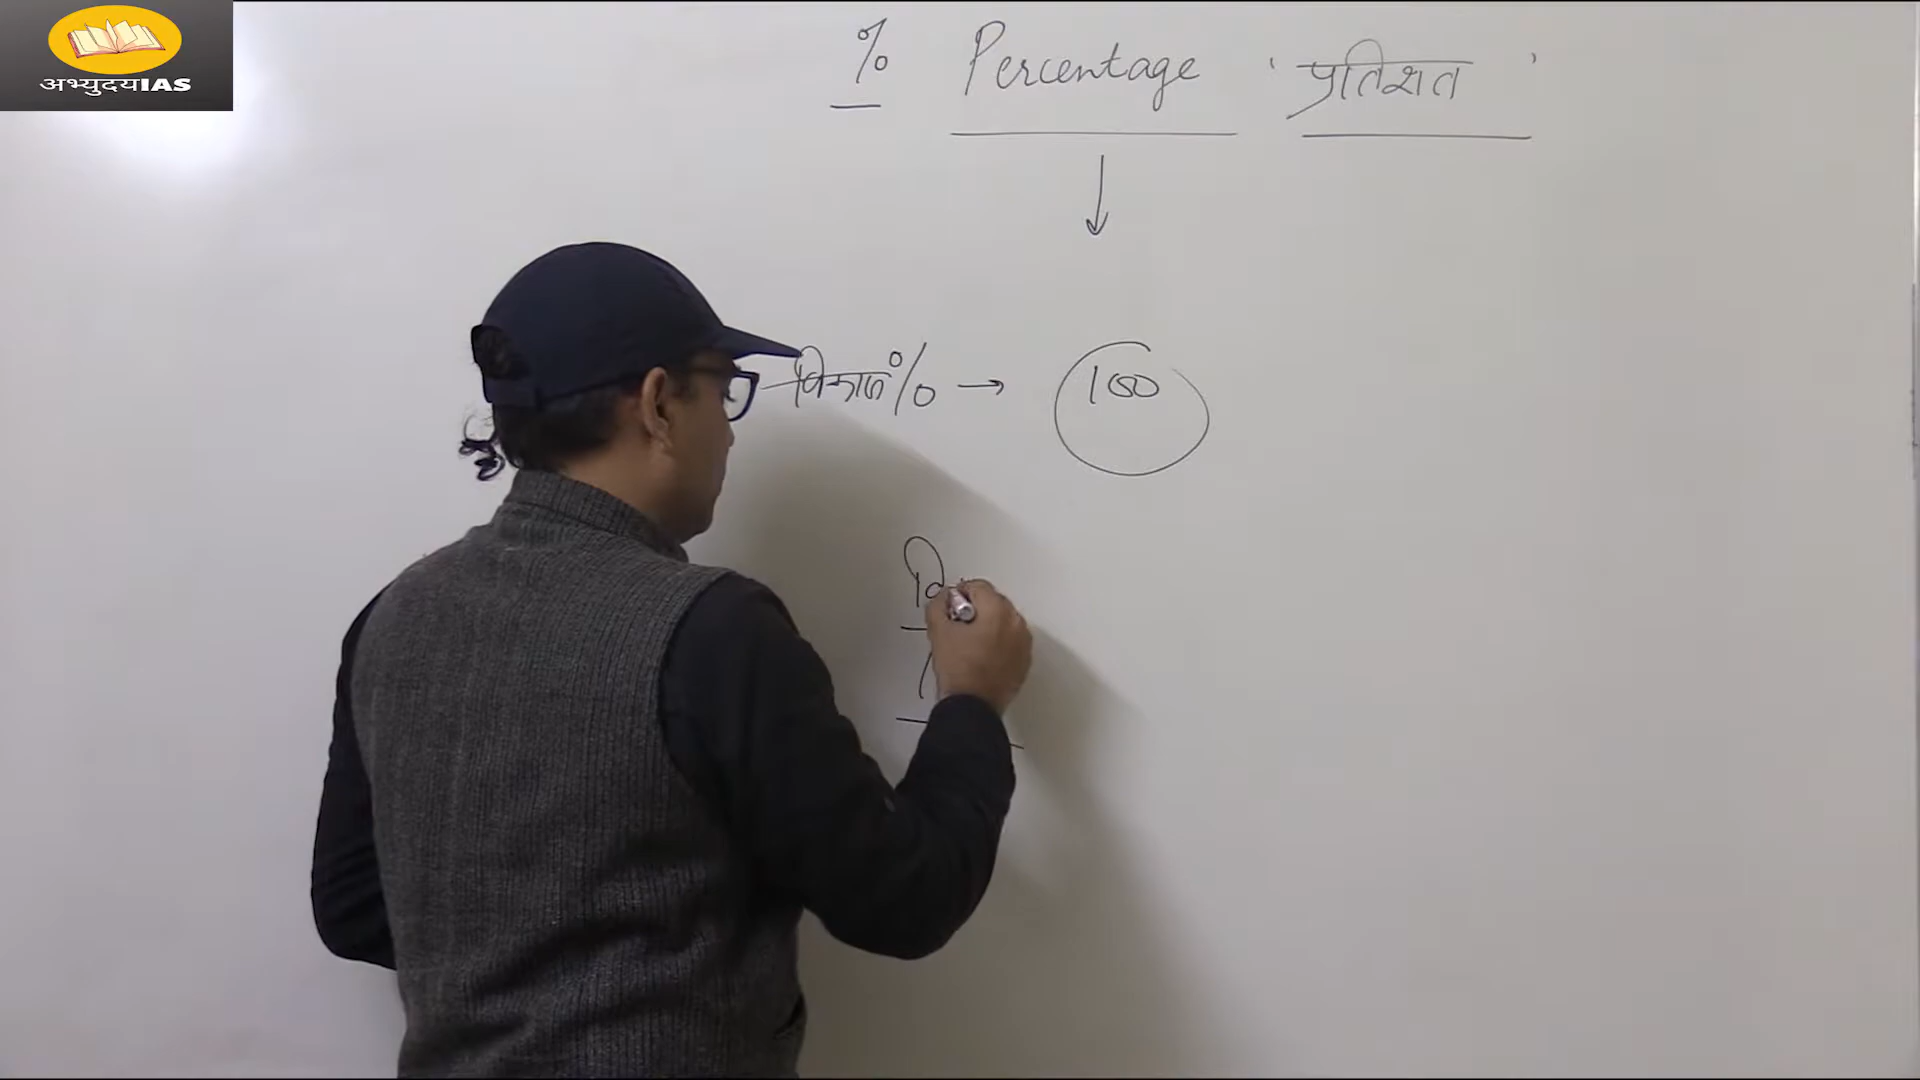 अभ्युदयIAS
% Percentage ' प्रतिशत '
% → 100